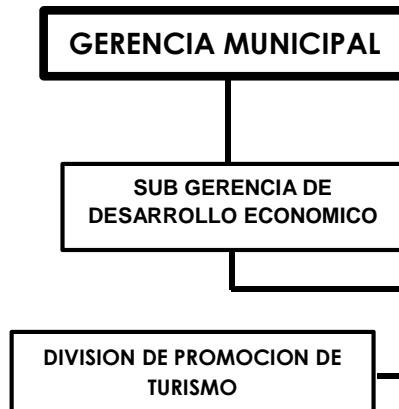 GERENCIA MUNICIPAL
SUB GERENCIA DE
DESARROLLO ECONOMICO
DIVISION DE PROMOCION DE
TURISMO